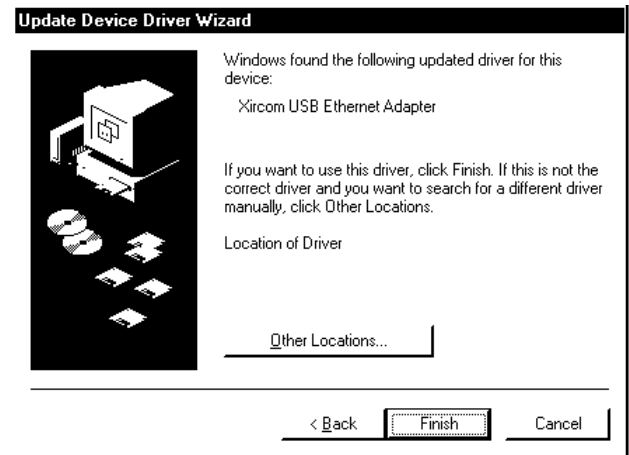 Update Device Driver Wizard
Windows found the following updated driver for this
device:
Xircom USB Ethernet Adapter
If you want to use this driver, click Finish. If this is not the
correct driver and you want to search for a different driver
manually, click Other Locations.
Location of Driver
Other Locations...
< Back
Finish
Cancel